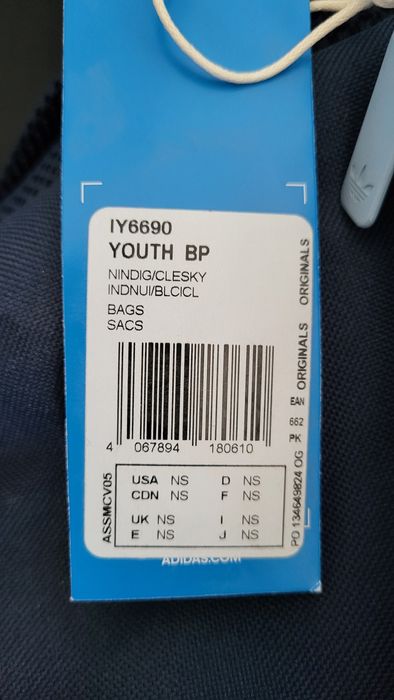 IY6690
YOUTH BP
NINDIG/CLESKY
INDNUI/BLCICL
BAGS
SACS
4 067894 180610
USA NS D NS
CDN NS F NS
UK NS I NS
E NS J NS
ASSMCV05
ORIGINALS ORIGINALS
EAN
662
PK
PO 134649824 OG
ADIDAS.COM